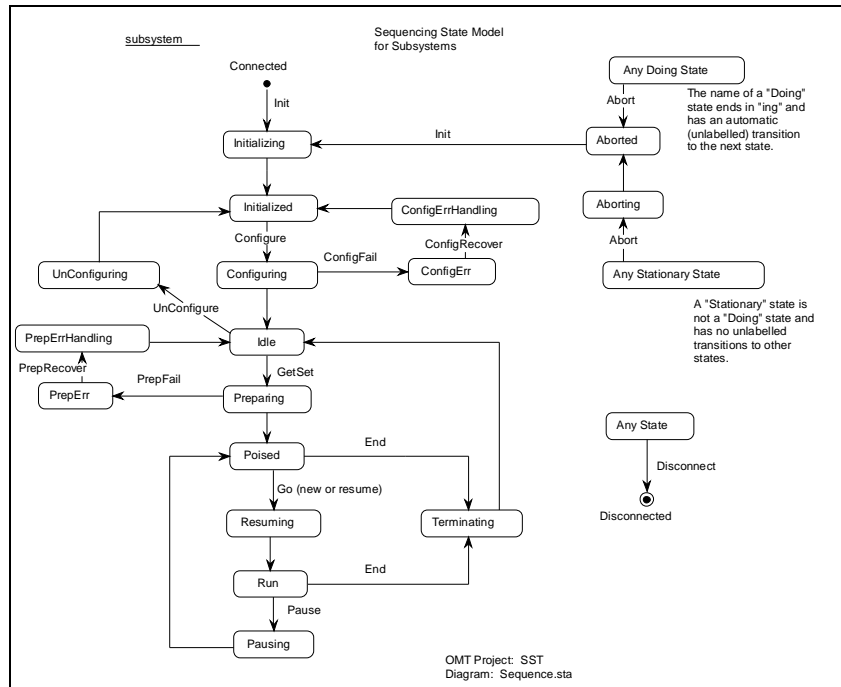 subsystem
Sequencing State Model
for Subsystems
Connected
Any Doing State
Init
Abort
The name of a "Doing"
state ends in "ing" and
has an automatic
(unlabelled) transition
to the next state.
Initializing
Init
Aborted
Initialized
ConfigErrHandling
Aborting
Configure
ConfigRecover
Abort
UnConfiguring
Configuring
ConfigFail
ConfigErr
Any Stationary State
UnConfigure
A "Stationary" state is
not a "Doing" state and
has no unlabelled
transitions to other
states.
PrepErrHandling
Idle
PrepRecover
GetSet
PrepFail
PrepErr
Preparing
Any State
Poised
End
Disconnect
Go (new or resume)
Resuming
Terminating
Disconnected
Run
End
Pause
Pausing
OMT Project: SST
Diagram: Sequence.sta